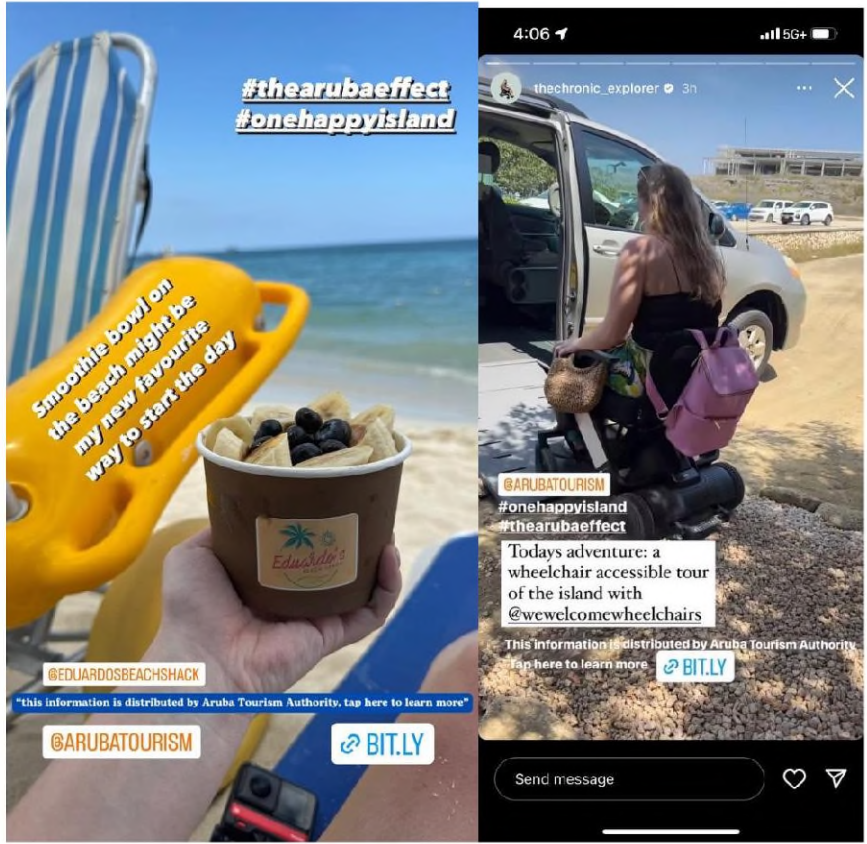 #thearubaeffect
#onehappyisland
Smoothie bowl on
the beach might be
my new favourite
way to start the day
Eduardo's
@EDUARDOSBEACHSHACK
"this information is distributed by Aruba Tourism Authority, tap here to learn more"
@ARUBATOURISM
BIT.LY
4:06
5G+
thechronic_explorer 3h
@ARUBATOURISM
#onehappyisland
#thearubaeffect
Todays adventure: a
wheelchair accessible tour
of the island with
@wewelcomewheelchairs
This information is distributed by Aruba Tourism Authority
Tap here to learn more
BIT.LY
Send message